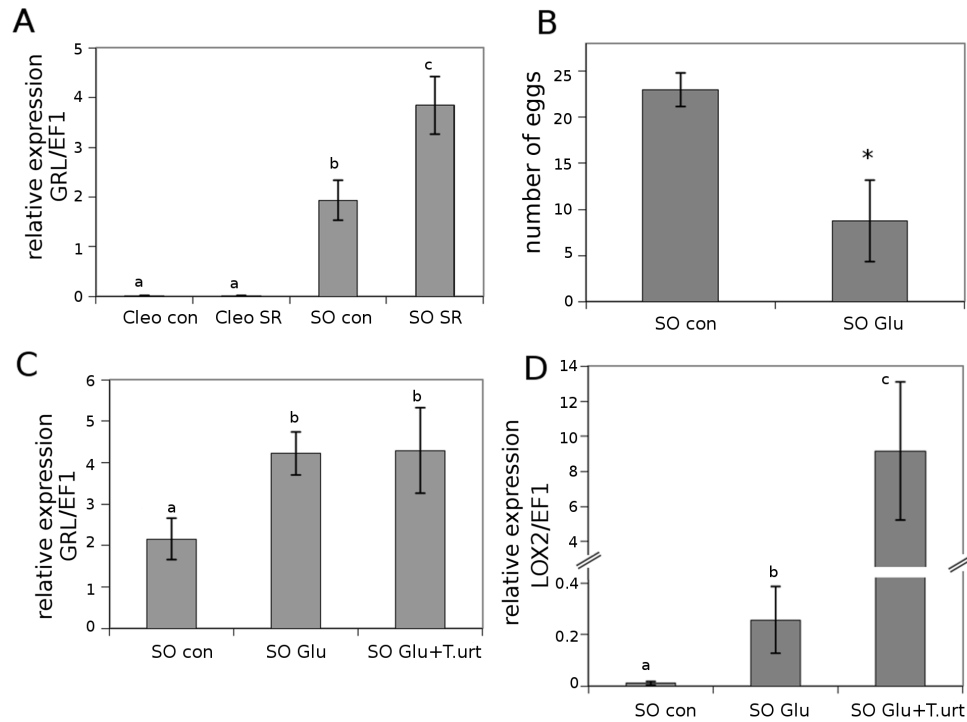 A
relative expression
GRL/EF1
5
4
3
2
1
0
a
a
b
c
Cleo con
Cleo SR
SO con
SO SR
B
number of eggs
25
20
15
10
5
0
*
SO con
SO Glu
C
relative expression
GRL/EF1
6
5
4
3
2
1
0
a
b
b
SO con
SO Glu
SO Glu+T.urt
D
relative expression
LOX2/EF1
14
12
10
8
6
4
0.4
0.2
0
a
b
c
SO con
SO Glu
SO Glu+T.urt